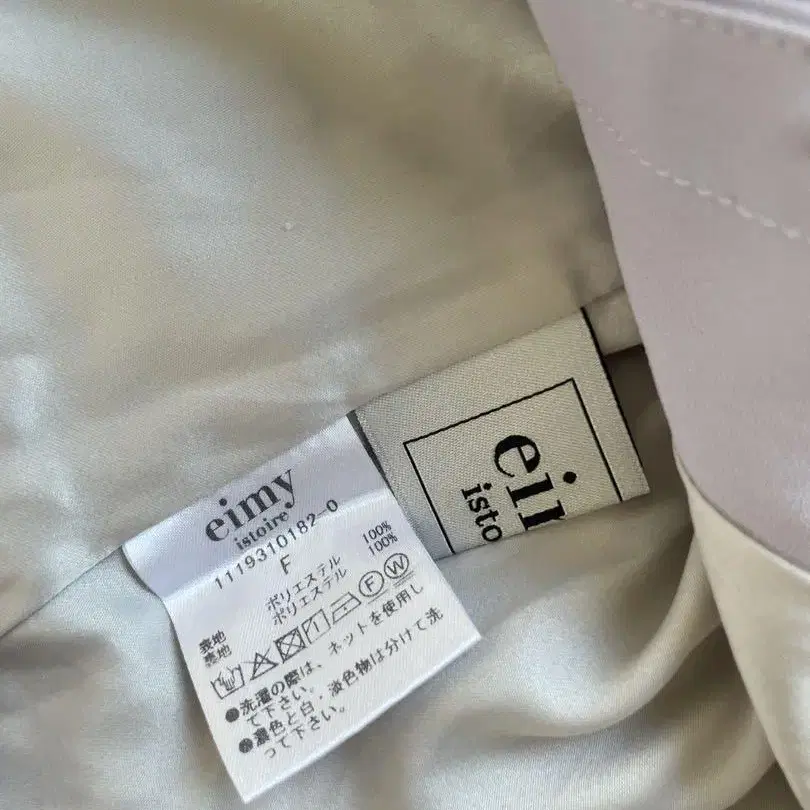 eimy
istoire
1119310182-0
F
表地 ポリエステル 100%
裏地 ポリエステル 100%
●洗濯の際は、ネットを使用し
て下さい。
●濃色と白・淡色物は分けて洗
って下さい。
eim
isto